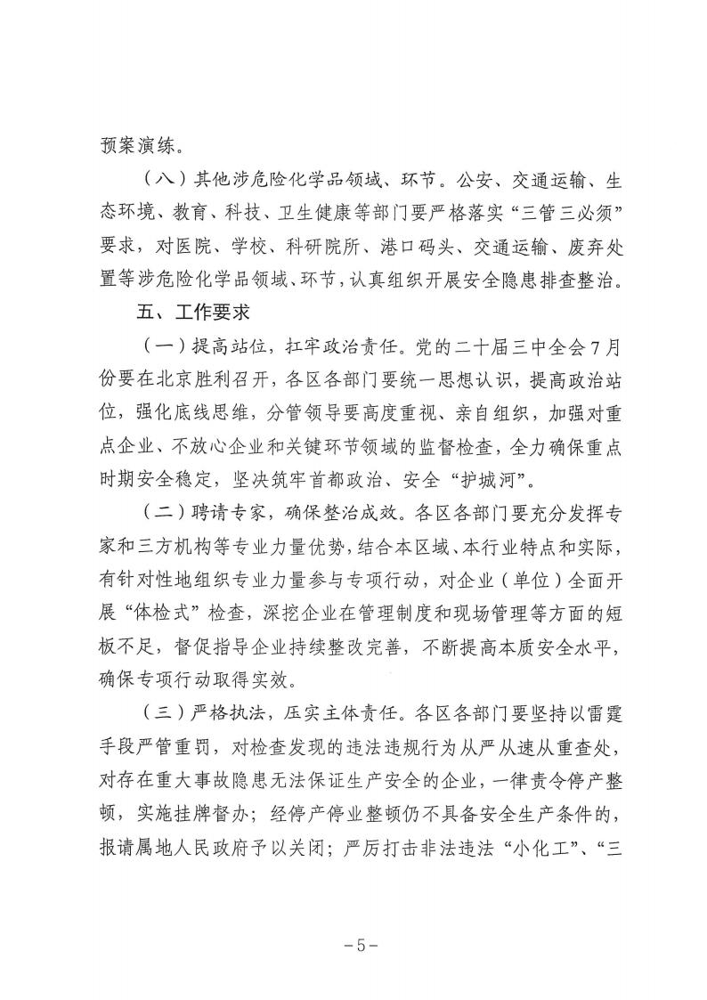 预案演练。
（八）其他涉危险化学品领域、环节。公安、交通运输、生
态环境、教育、科技、卫生健康等部门要严格落实“三管三必须”
要求，对医院、学校、科研院所、港口码头、交通运输、废弃处
置等涉危险化学品领域、环节，认真组织开展安全隐患排查整治。
五、工作要求
（一）提高站位，扛牢政治责任。党的二十届三中全会7月
份要在北京胜利召开，各区各部门要统一思想认识，提高政治站
位，强化底线思维，分管领导要高度重视、亲自组织，加强对重
点企业、不放心企业和关键环节领域的监督检查，全力确保重点
时期安全稳定，坚决筑牢首都政治、安全“护城河”。
（二）聘请专家，确保整治成效。各区各部门要充分发挥专
家和三方机构等专业力量优势，结合本区域、本行业特点和实际，
有针对性地组织专业力量参与专项行动，对企业（单位）全面开
展“体检式”检查，深挖企业在管理制度和现场管理等方面的短
板不足，督促指导企业持续整改完善，不断提高本质安全水平，
确保专项行动取得实效。
（三）严格执法，压实主体责任。各区各部门要坚持以雷霆
手段严管重罚，对检查发现的违法违规行为从严从速从重查处，
对存在重大事故隐患无法保证生产安全的企业，一律责令停产整
顿，实施挂牌督办；经停产停业整顿仍不具备安全生产条件的，
报请属地人民政府予以关闭；严厉打击非法违法“小化工”、“三
-5-